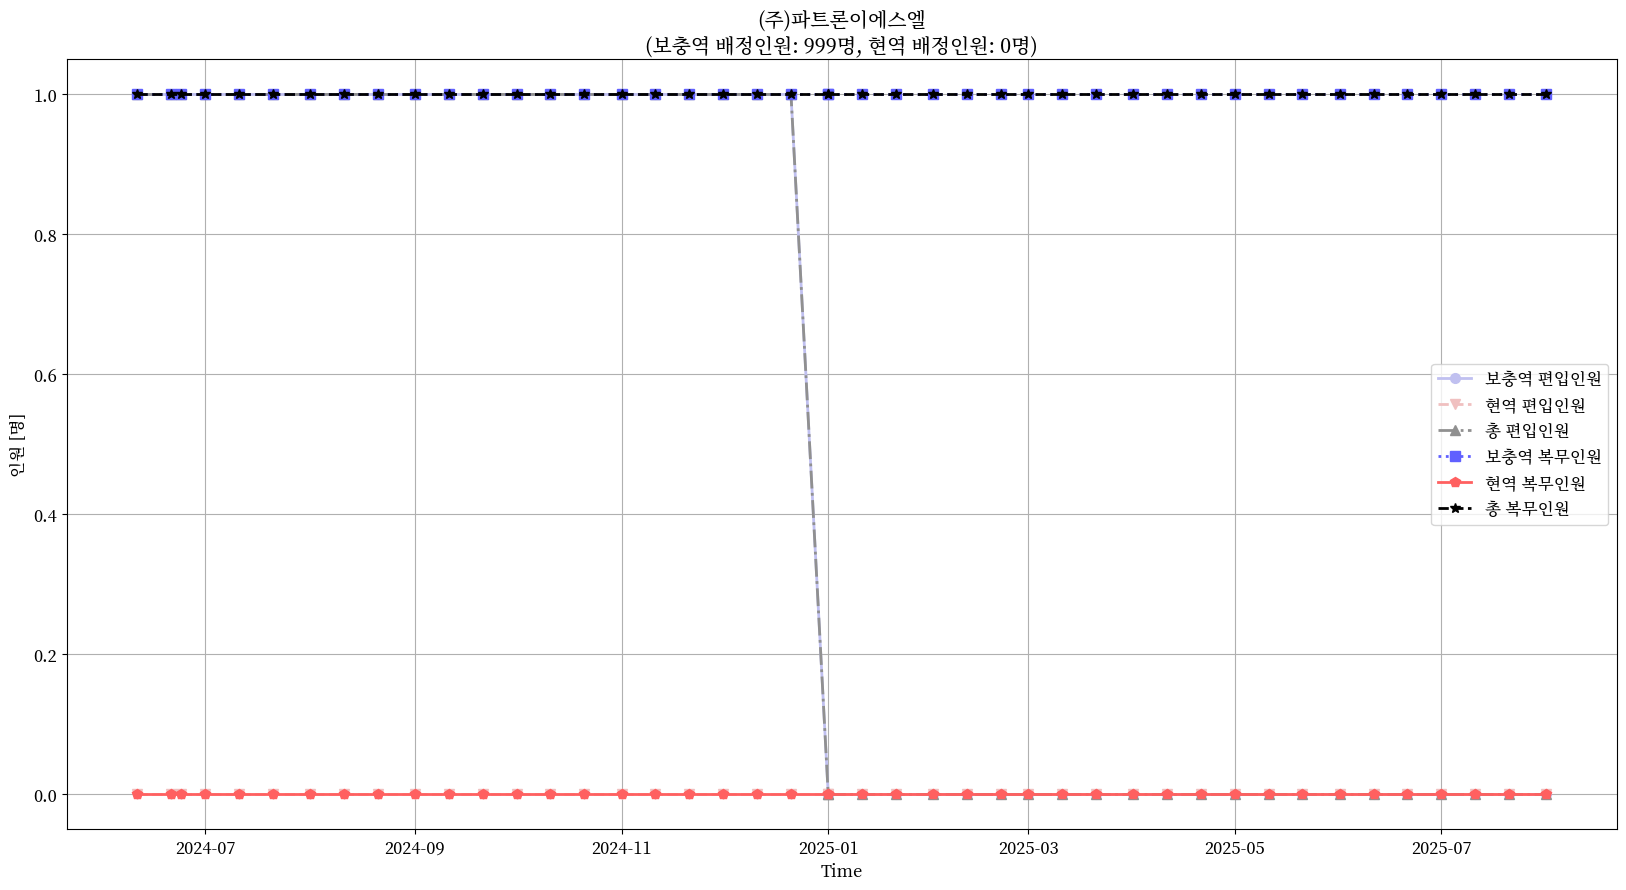 (주)파트론이에스엘
(보충역 배정인원: 999명, 현역 배정인원: 0명)
인원 [명]
1.0
0.8
0.6
0.4
0.2
0.0
보충역 편입인원
현역 편입인원
총 편입인원
보충역 복무인원
현역 복무인원
총 복무인원
2024-07 2024-09 2024-11 2025-01 2025-03 2025-05 2025-07
Time